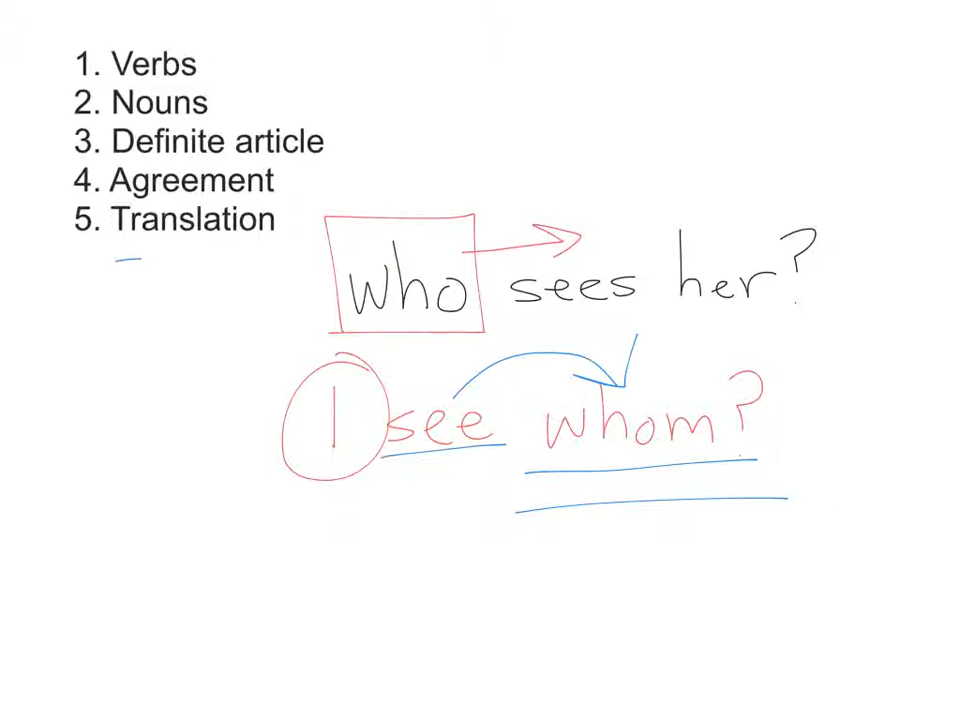 1. Verbs
2. Nouns
3. Definite article
4. Agreement
5. Translation
who sees her?
I see whom?